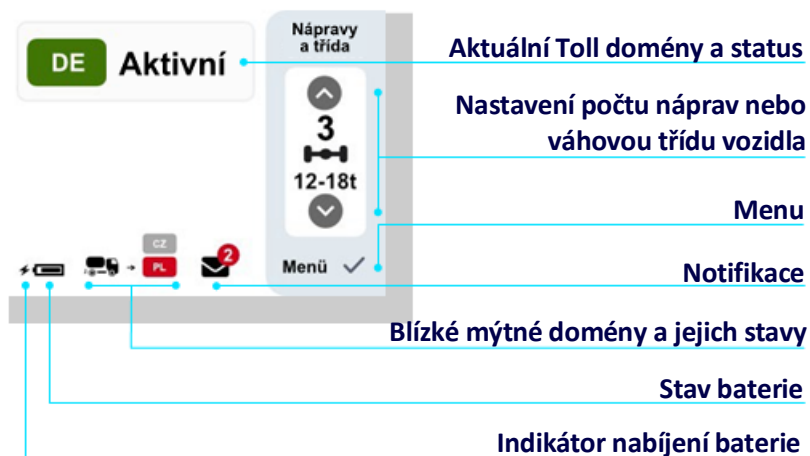 DE Aktivní
Nápravy
a třída
3
12-18t
Menü
CZ
PL
2
Aktuální Toll domény a status
Nastavení počtu náprav nebo
váhovou třídu vozidla
Menu
Notifikace
Blízké mýtné domény a jejich stavy
Stav baterie
Indikátor nabíjení baterie